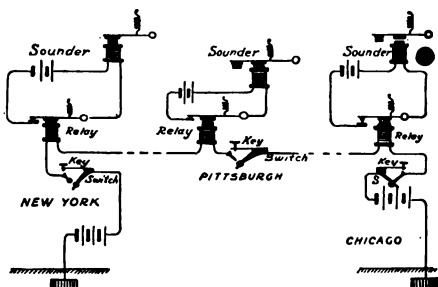 Sounder
Relay
Key
Switch
NEW YORK
Sounder
Relay
Key
Switch
PITTSBURGH
Sounder
Relay
Key
S
CHICAGO